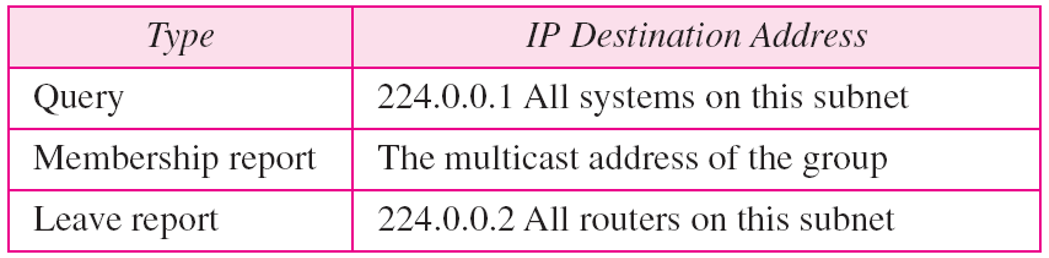 Type IP Destination Address
Query 224.0.0.1 All systems on this subnet
Membership report The multicast address of the group
Leave report 224.0.0.2 All routers on this subnet